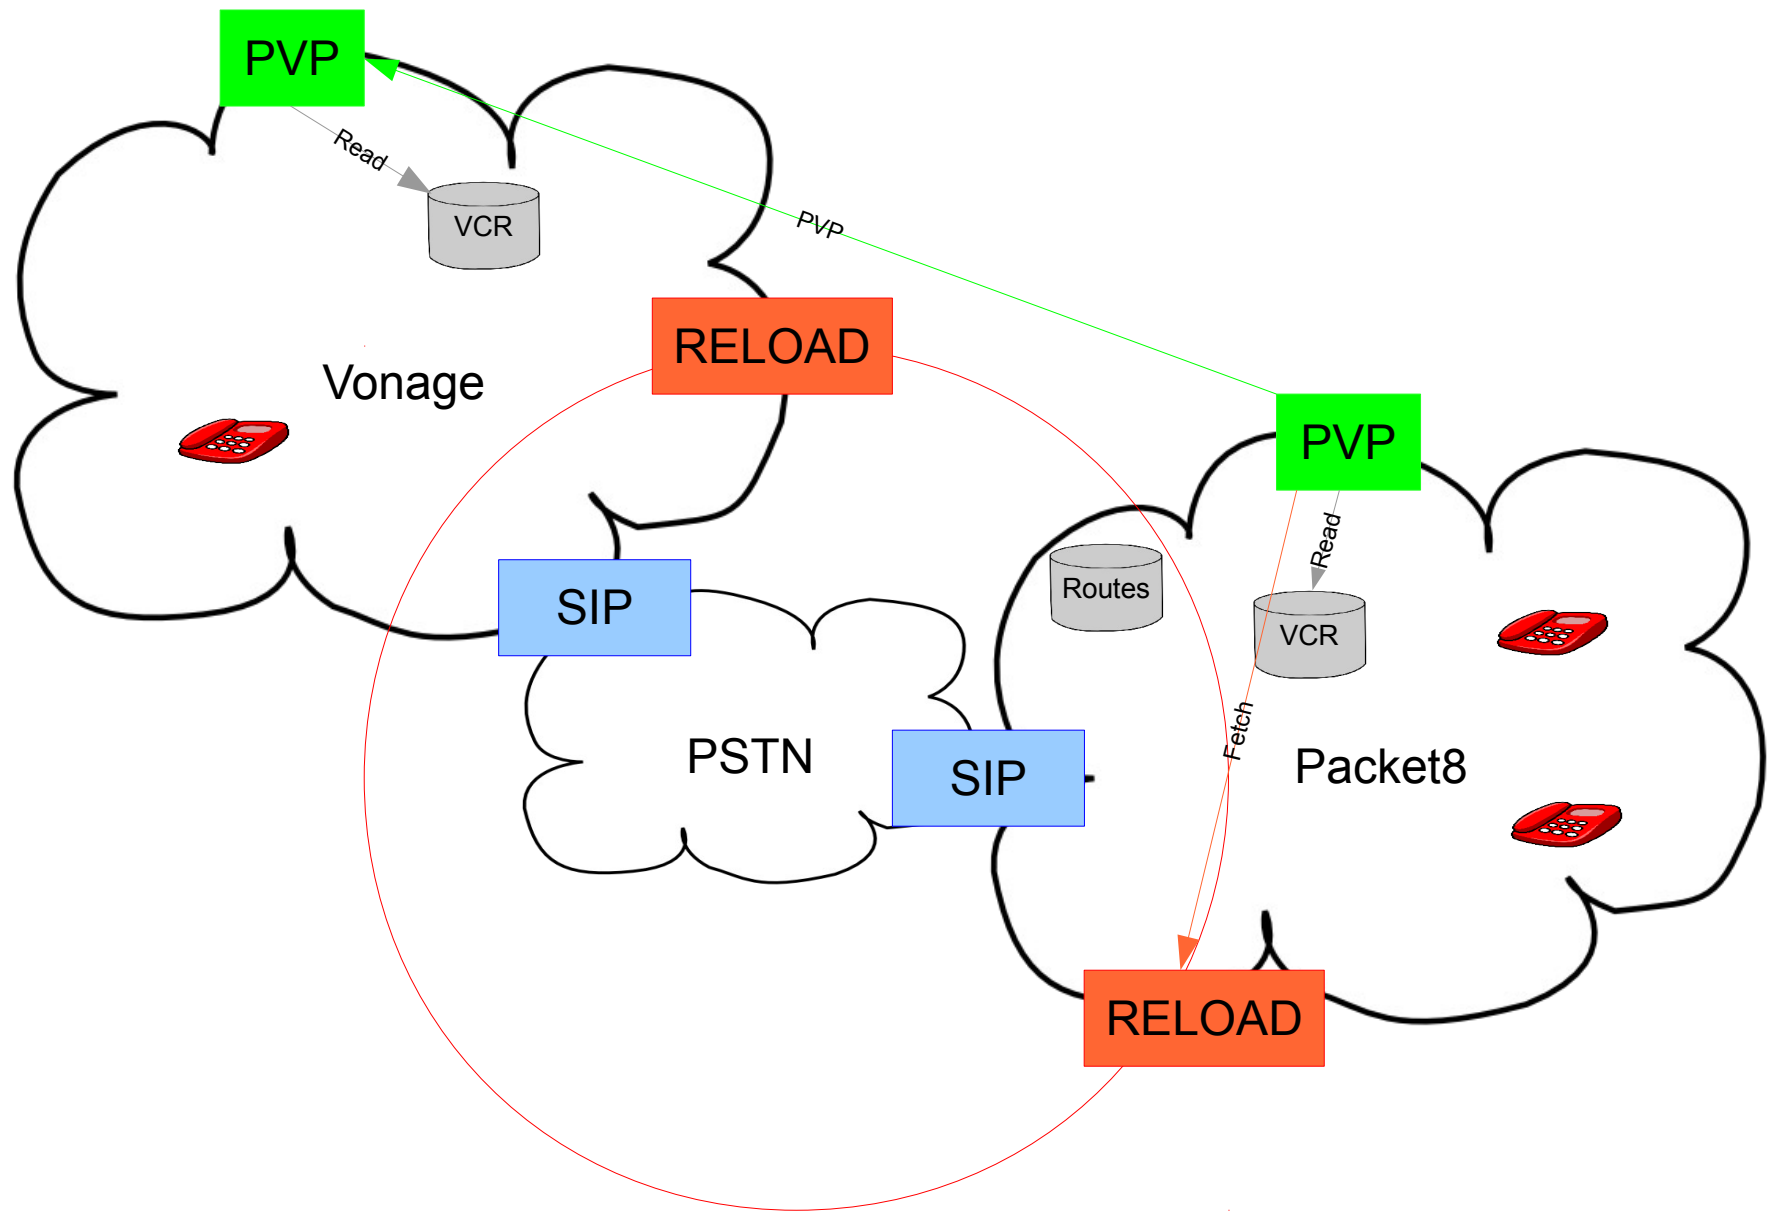 PVP
Read
VCR
PVP
RELOAD
Vonage
PVP
Read
Routes
VCR
SIP
Fetch
PSTN
SIP
Packet8
RELOAD